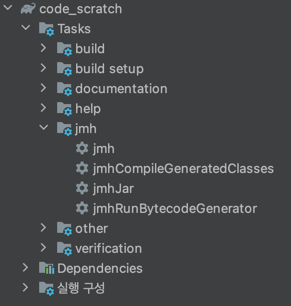 code_scratch
Tasks
build
build setup
documentation
help
jmh
jmh
jmhCompileGeneratedClasses
jmhJar
jmhRunBytecodeGenerator
other
verification
Dependencies
실행 구성